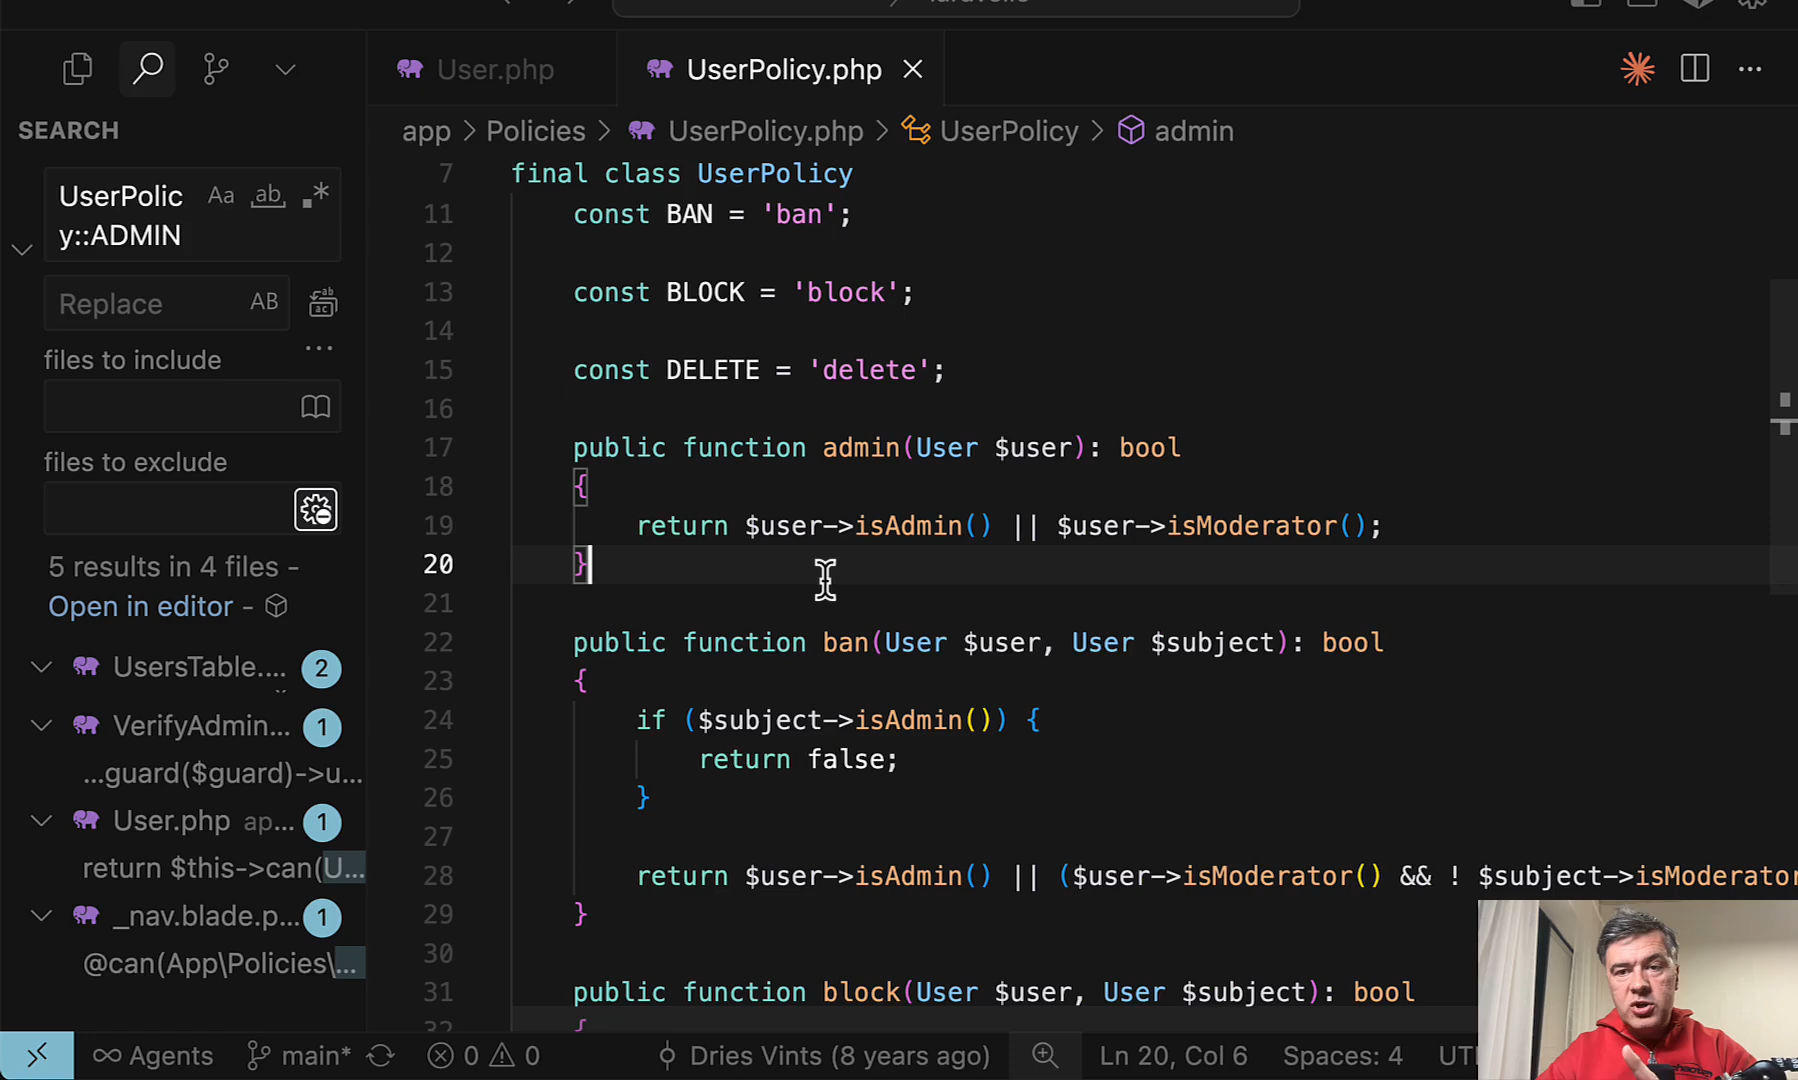 User.php
UserPolicy.php
SEARCH
app > Policies > UserPolicy.php > UserPolicy > admin
UserPolic
y::ADMIN
Aa
ab
.*
Replace
AB
files to include
files to exclude
5 results in 4 files -
Open in editor -
UsersTable.... 2
VerifyAdmin... 1
...guard($guard)->u...
User.php ap... 1
return $this->can(U...
_nav.blade.p... 1
@can(App\Policies\...
7 final class UserPolicy
11 const BAN = 'ban';
12
13 const BLOCK = 'block';
14
15 const DELETE = 'delete';
16
17 public function admin(User $user): bool
18 {
19 return $user->isAdmin() || $user->isModerator();
20 }
21
22 public function ban(User $user, User $subject): bool
23 {
24 if ($subject->isAdmin()) {
25 return false;
26 }
27
28 return $user->isAdmin() || ($user->isModerator() && ! $subject->isModerator
29 }
30
31 public function block(User $user, User $subject): bool
32 {
Agents main* 0 0 Dries Vints (8 years ago) Ln 20, Col 6 Spaces: 4